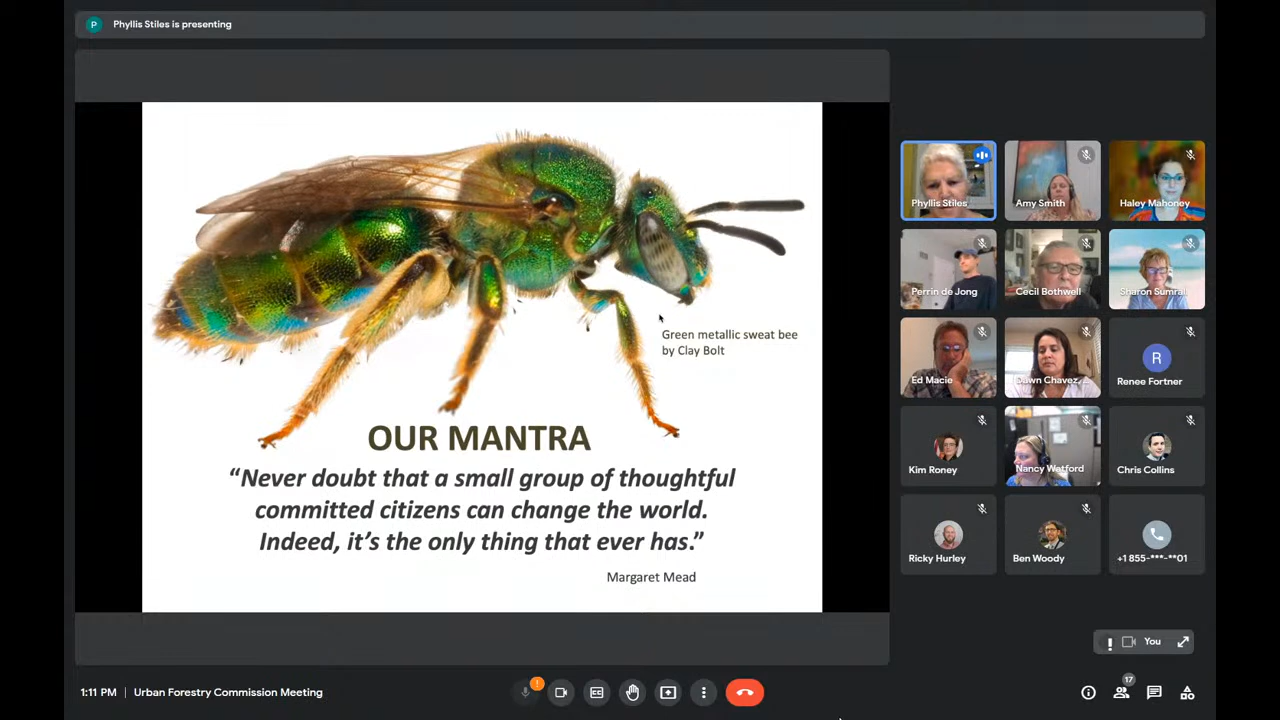 P
Phyllis Stiles is presenting
Green metallic sweat bee
by Clay Bolt
OUR MANTRA
“Never doubt that a small group of thoughtful
committed citizens can change the world.
Indeed, it’s the only thing that ever has.”
Margaret Mead
Phyllis Stiles
Amy Smith
Haley Mahoney
Perrin de Jong
Cecil Bothwell
Sharon Sumrall
Ed Macie
Dawn Chavez, ...
R
Renee Fortner
Kim Roney
Nancy Watford
Chris Collins
Ricky Hurley
Ben Woody
+1 855-***-**01
You
1:11 PM | Urban Forestry Commission Meeting
17